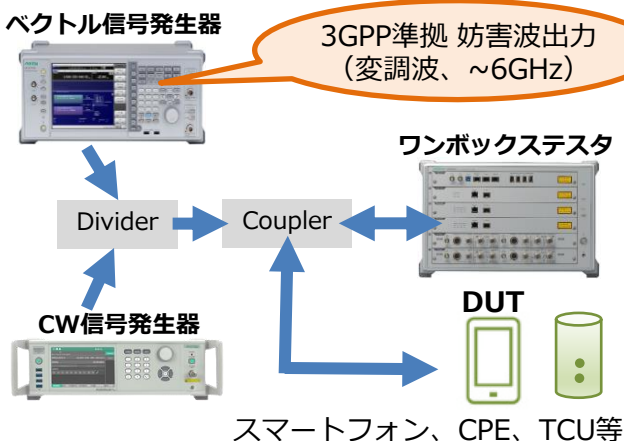 ベクトル信号発生器
3GPP準拠 妨害波出力
（変調波、~6GHz）
ワンボックステスタ
Divider
Coupler
CW信号発生器
DUT
スマートフォン、CPE、TCU等